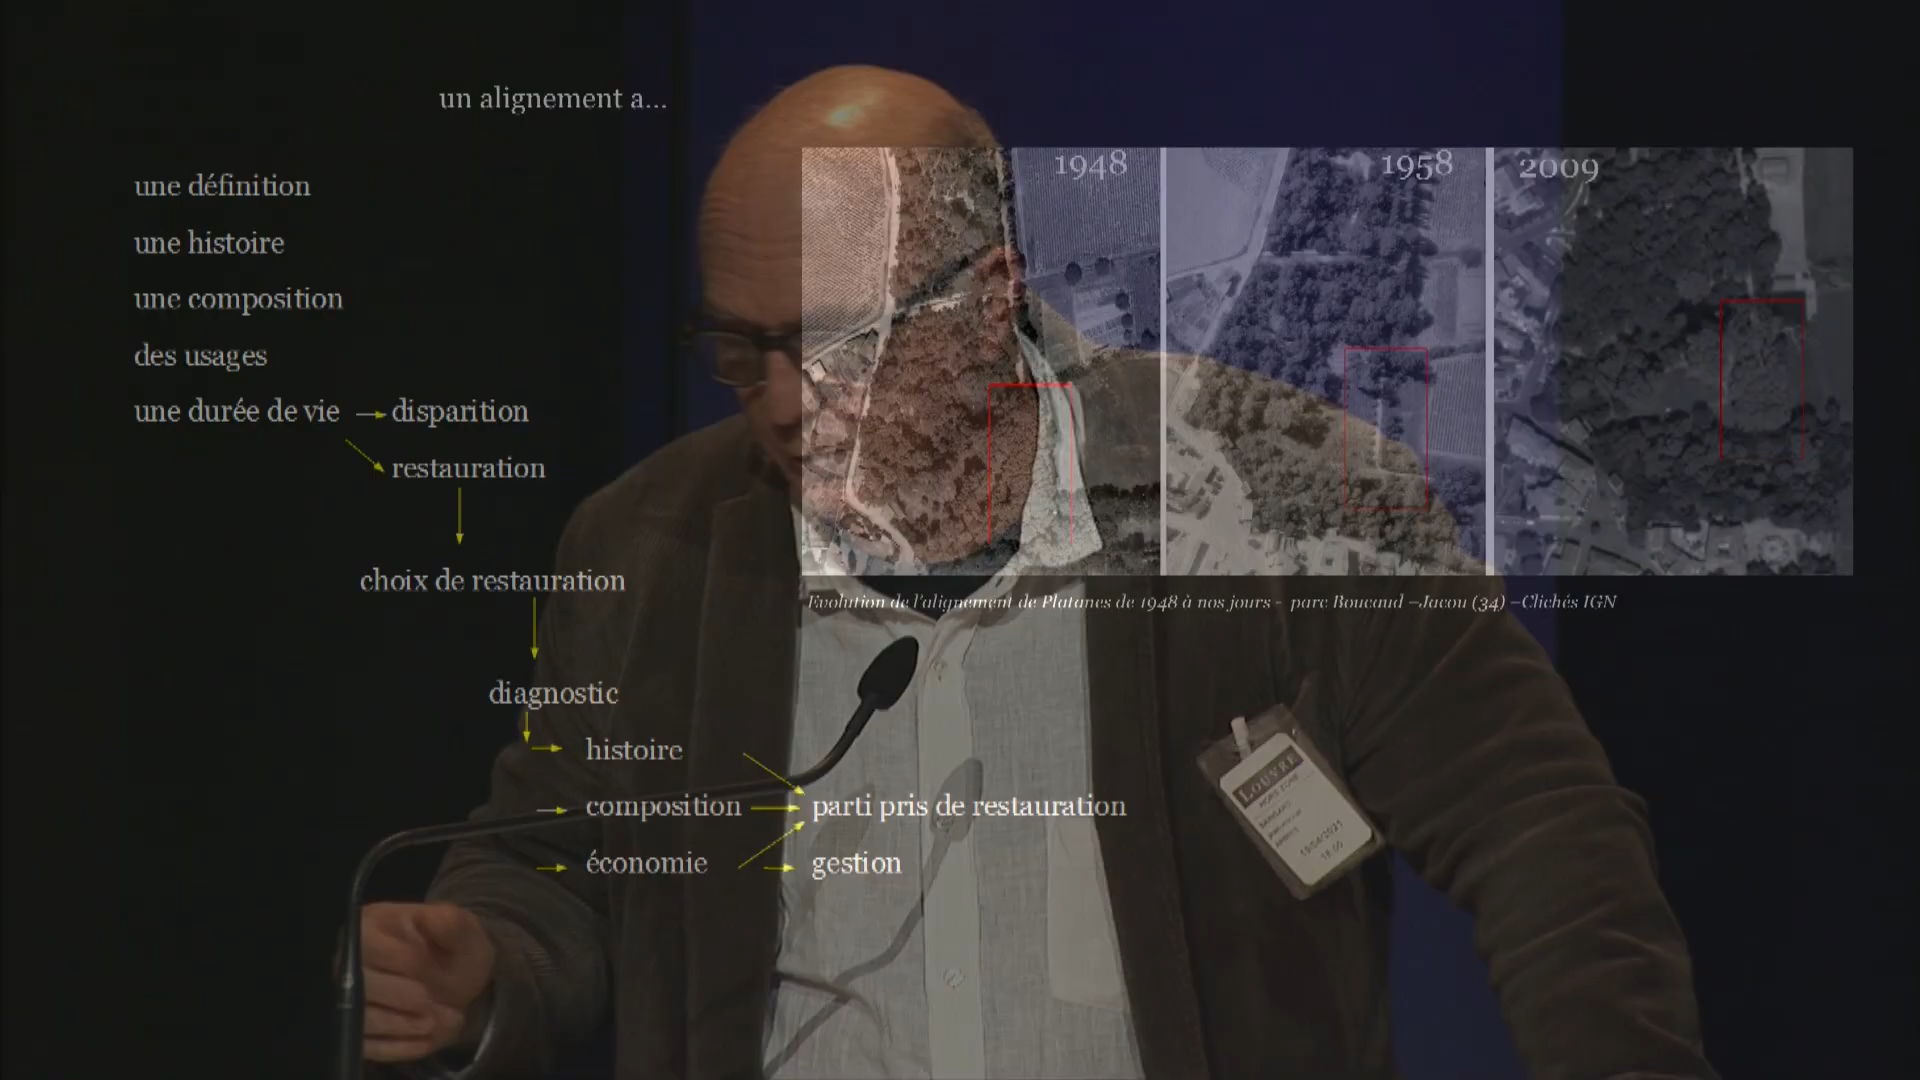 un alignement a...
une définition
une histoire
une composition
des usages
une durée de vie → disparition
restauration
choix de restauration
diagnostic
histoire
composition
parti pris de restauration
économie
gestion
1948
1958
2009
Evolution de l'alignement de Platanes de 1948 à nos jours - parc Boucaud –Jacou (34) –Clichés IGN
LOUVRE